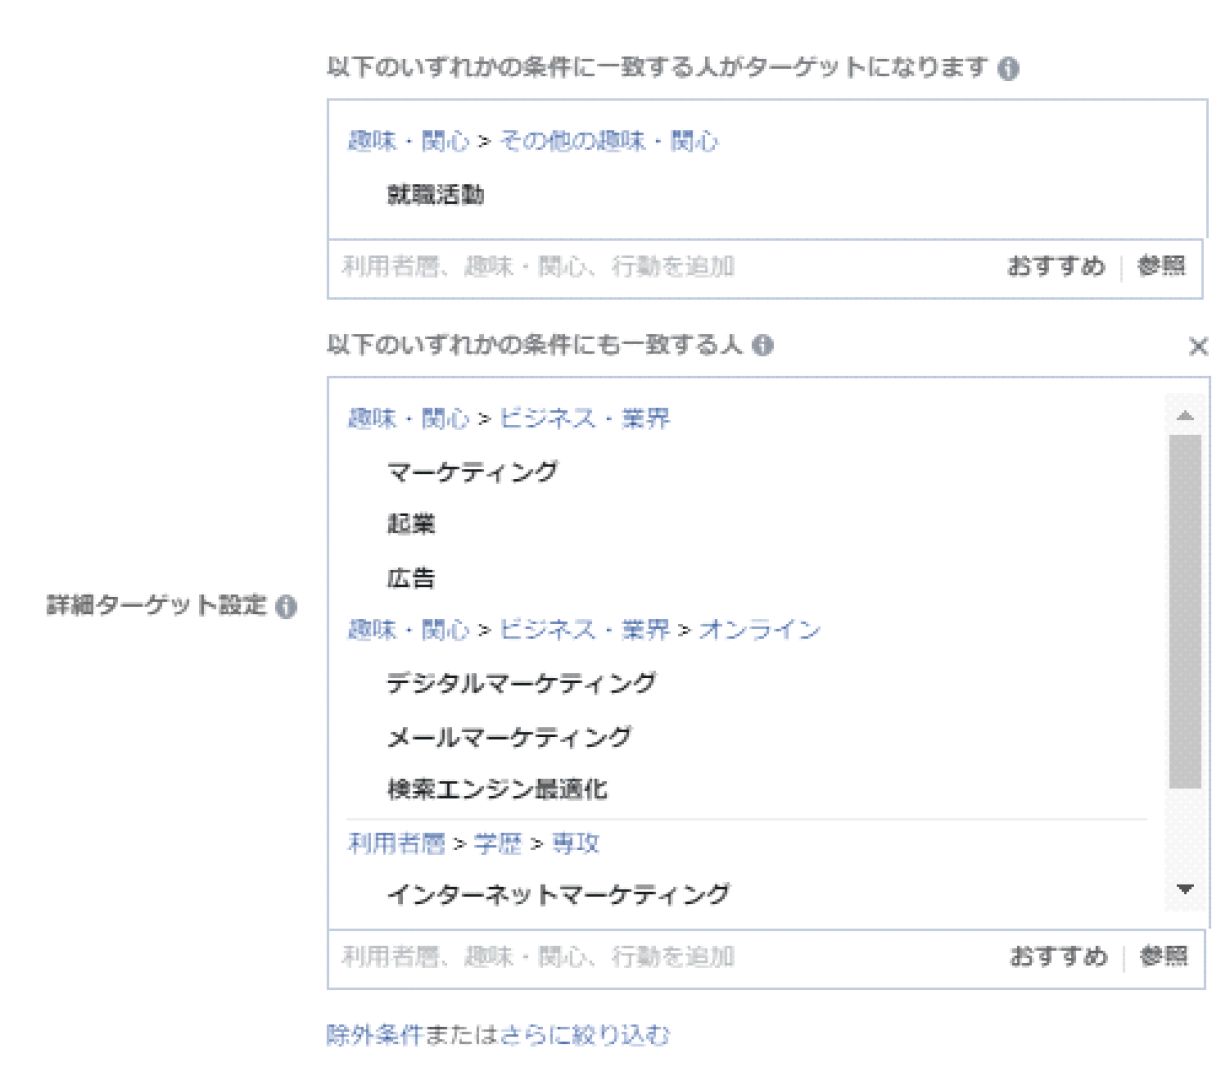 以下のいずれかの条件に一致する人がターゲットになります
趣味・関心 > その他の趣味・関心
就職活動
利用者層、趣味・関心、行動を追加 おすすめ | 参照
以下のいずれかの条件にも一致する人 ×
趣味・関心 > ビジネス・業界
マーケティング
起業
広告
詳細ターゲット設定
趣味・関心 > ビジネス・業界 > オンライン
デジタルマーケティング
メールマーケティング
検索エンジン最適化
利用者層 > 学歴 > 専攻
インターネットマーケティング
利用者層、趣味・関心、行動を追加 おすすめ | 参照
除外条件またはさらに絞り込む